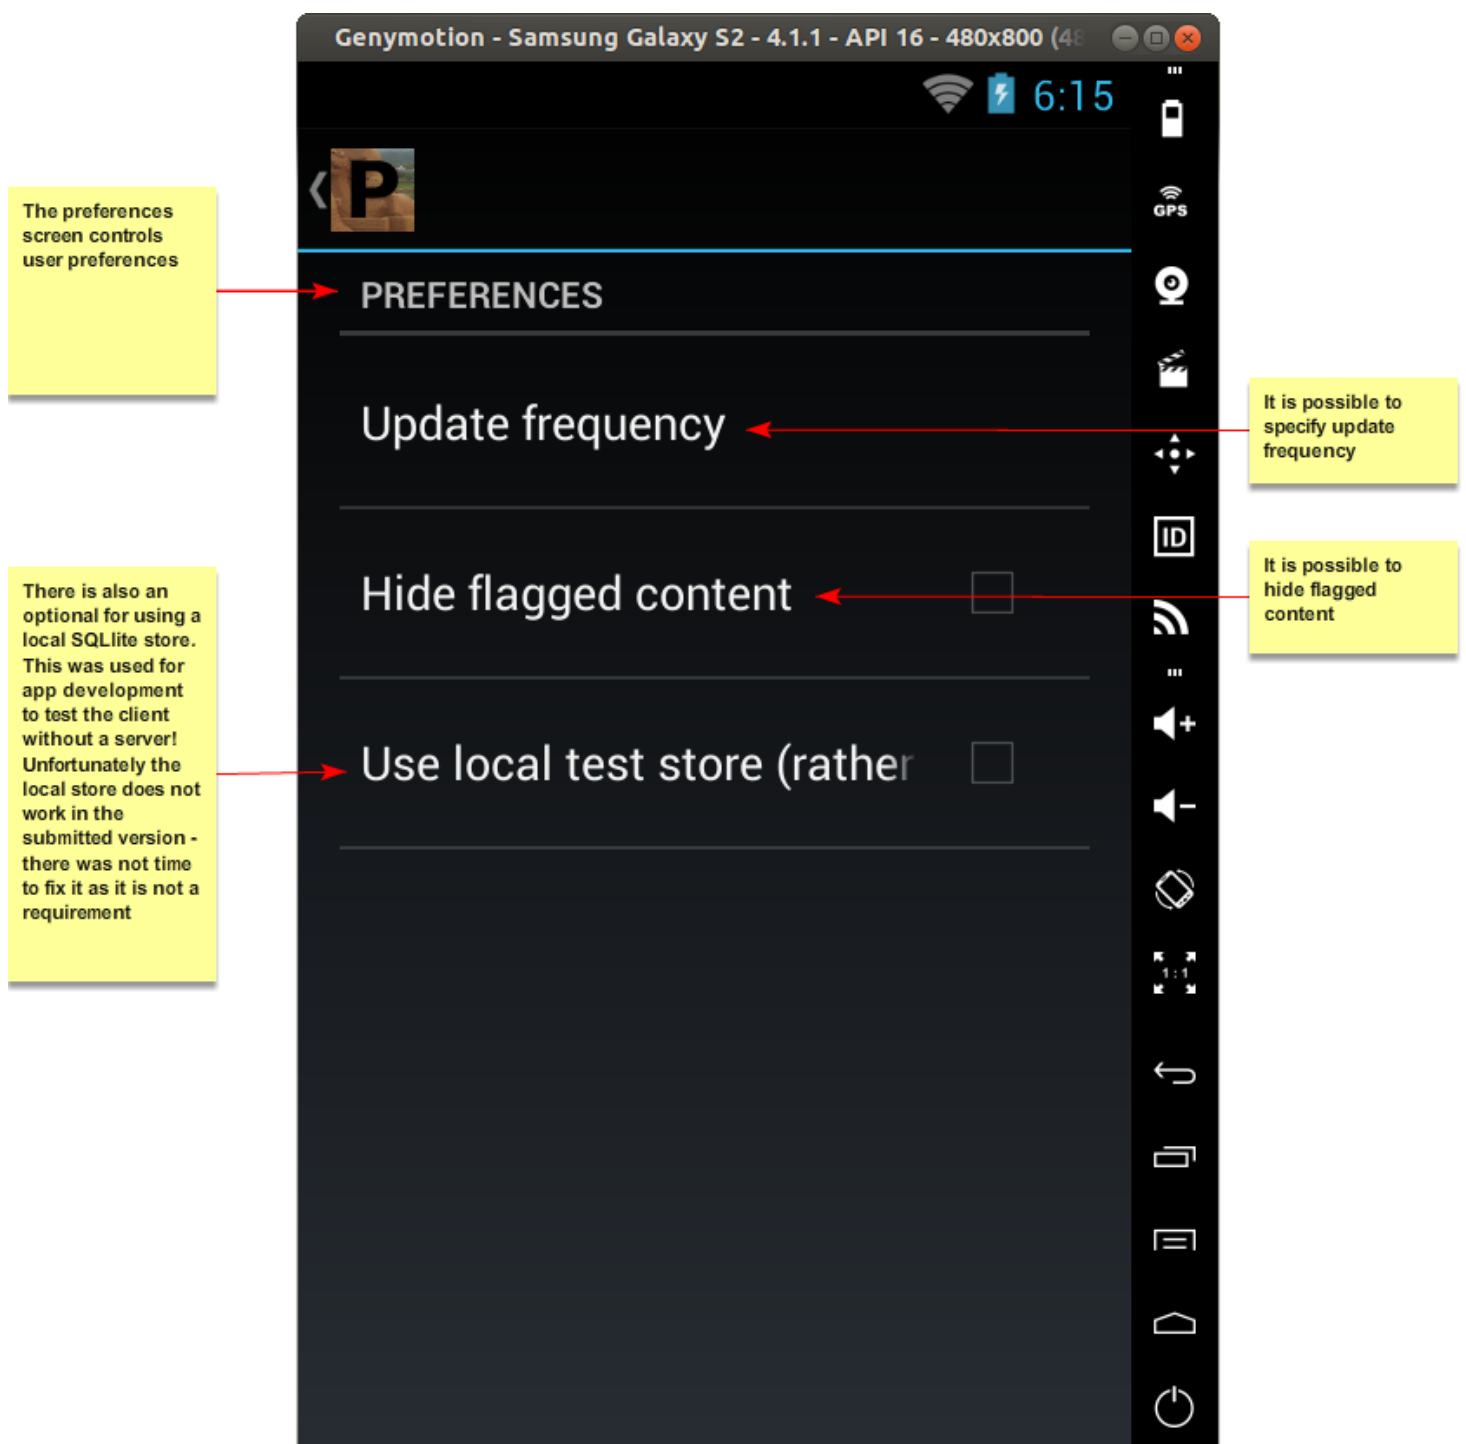 Genymotion - Samsung Galaxy S2 - 4.1.1 - API 16 - 480x800 (48
6:15
P
GPS
The preferences
screen controls
user preferences
PREFERENCES
Update frequency
It is possible to
specify update
frequency
ID
Hide flagged content
It is possible to
hide flagged
content
There is also an
optional for using a
local SQLlite store.
This was used for
app development
to test the client
without a server!
Unfortunately the
local store does not
work in the
submitted version -
there was not time
to fix it as it is not a
requirement
Use local test store (rather
1:1